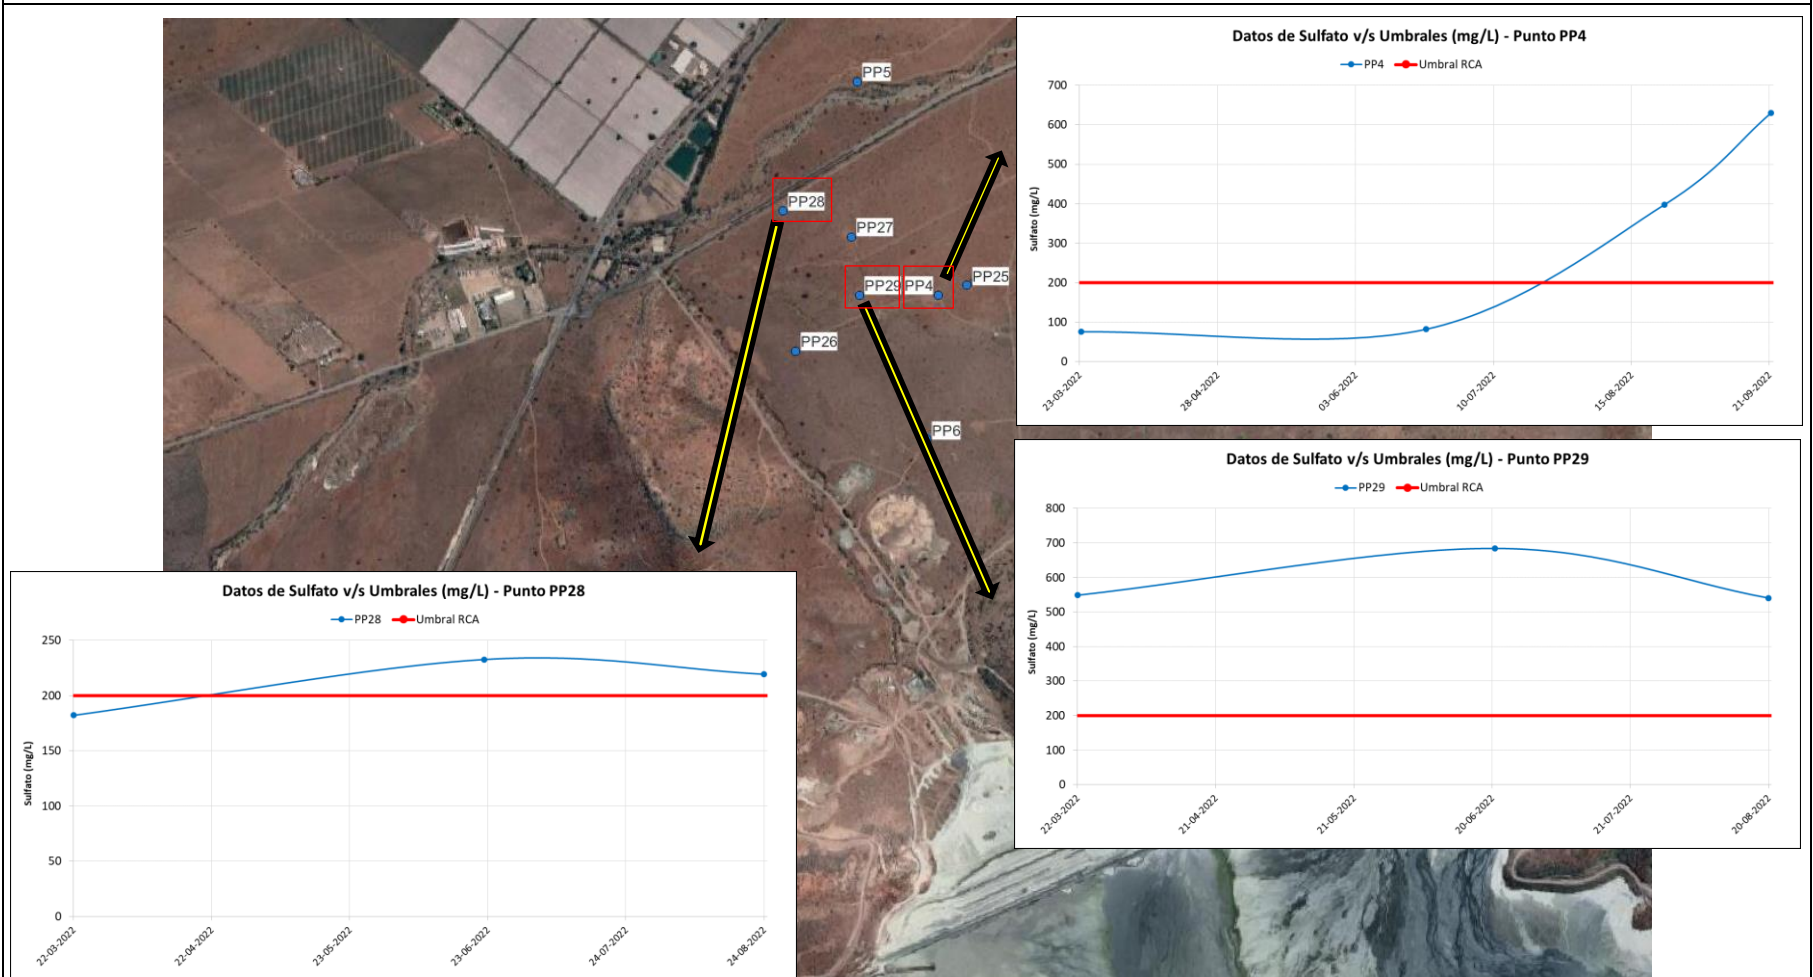 PP5
PP28
PP27
PP29
PP4
PP25
PP26
PP6
Datos de Sulfato v/s Umbrales (mg/L) - Punto PP4
PP4 Umbral RCA
Sulfato (mg/L)
700
600
500
400
300
200
100
0
23-03-2022 28-04-2022 03-06-2022 10-07-2022 15-08-2022 21-09-2022
Datos de Sulfato v/s Umbrales (mg/L) - Punto PP29
PP29 Umbral RCA
Sulfato (mg/L)
800
700
600
500
400
300
200
100
0
22-03-2022 21-04-2022 21-05-2022 20-06-2022 21-07-2022 20-08-2022
Datos de Sulfato v/s Umbrales (mg/L) - Punto PP28
PP28 Umbral RCA
Sulfato (mg/L)
250
200
150
100
50
0
22-03-2022 22-04-2022 23-05-2022 23-06-2022 24-07-2022 24-08-2022